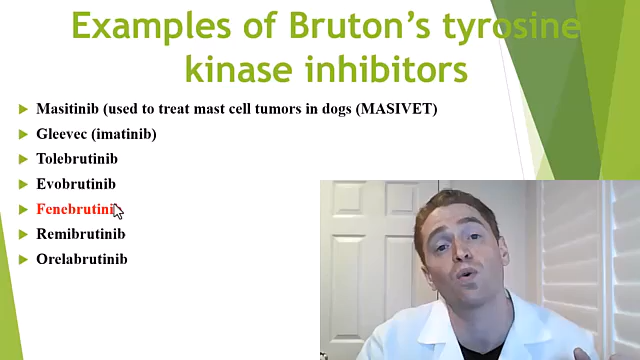 Examples of Bruton's tyrosine
kinase inhibitors
Masitinib (used to treat mast cell tumors in dogs (MASIVET)
Gleevec (imatinib)
Tolebrutinib
Evobrutinib
Fenebrutinib
Remibrutinib
Orelabrutinib